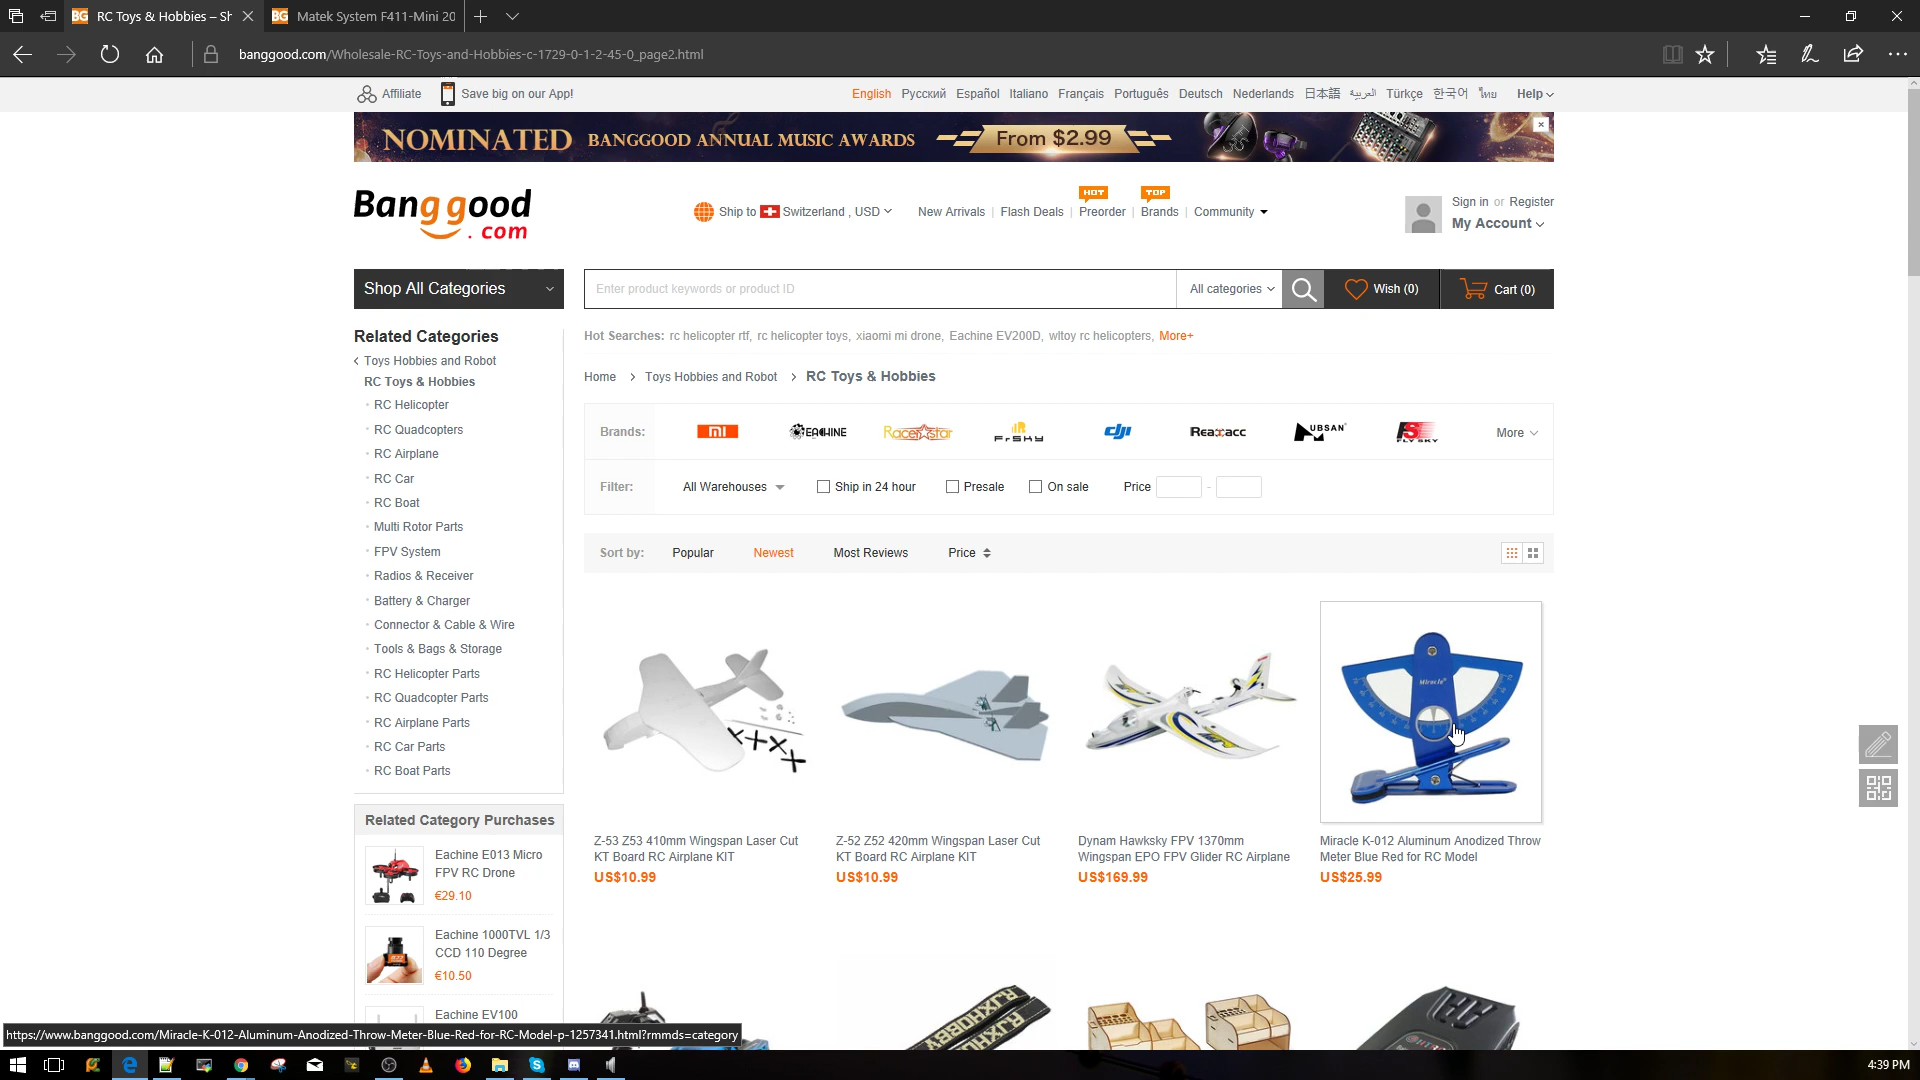 RC Toys & Hobbies – Sh
Matek System F411-Mini 20
banggood.com/Wholesale-RC-Toys-and-Hobbies-c-1729-0-1-2-45-0_page2.html
Affiliate
Save big on our App!
English Русский Español Italiano Français Português Deutsch Nederlands 日本語 العربية Türkçe 한국어 ไทย Help
NOMINATED BANGGOOD ANNUAL MUSIC AWARDS From $2.99
HOT TOP
Banggood
.com
Ship to Switzerland , USD New Arrivals Flash Deals Preorder Brands Community
Sign in or Register
My Account
Shop All Categories
Enter product keywords or product ID
All categories
Wish (0)
Cart (0)
Related Categories
Toys Hobbies and Robot
RC Toys & Hobbies
RC Helicopter
RC Quadcopters
RC Airplane
RC Car
RC Boat
Multi Rotor Parts
FPV System
Radios & Receiver
Battery & Charger
Connector & Cable & Wire
Tools & Bags & Storage
RC Helicopter Parts
RC Quadcopter Parts
RC Airplane Parts
RC Car Parts
RC Boat Parts
Related Category Purchases
Eachine E013 Micro
FPV RC Drone
€29.10
Eachine 1000TVL 1/3
CCD 110 Degree
€10.50
Eachine EV100
Hot Searches: rc helicopter rtf, rc helicopter toys, xiaomi mi drone, Eachine EV200D, wltoy rc helicopters, More+
Home > Toys Hobbies and Robot > RC Toys & Hobbies
Brands: mi EACHINE Racerstar FrSky dji Realacc HUBSAN FLYSKY More
Filter: All Warehouses Ship in 24 hour Presale On sale Price -
Sort by: Popular Newest Most Reviews Price
Miracle
Z-53 Z53 410mm Wingspan Laser Cut
KT Board RC Airplane KIT
US$10.99
Z-52 Z52 420mm Wingspan Laser Cut
KT Board RC Airplane KIT
US$10.99
Dynam Hawksky FPV 1370mm
Wingspan EPO FPV Glider RC Airplane
US$169.99
Miracle K-012 Aluminum Anodized Throw
Meter Blue Red for RC Model
US$25.99
RJXHOBBY
RJXHOBBY
https://www.banggood.com/Miracle-K-012-Aluminum-Anodized-Throw-Meter-Blue-Red-for-RC-Model-p-1257341.html?rmmds=category
4:39 PM